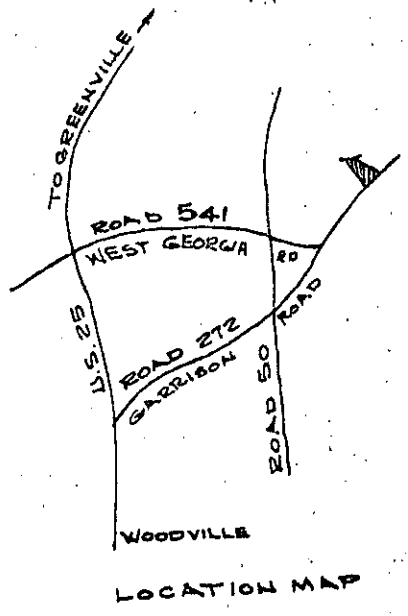 TO GREENVILLE
ROAD 541
WEST GEORGIA RD
U.S. 25
ROAD 272
GARRISON ROAD
ROAD 50
WOODVILLE
LOCATION MAP